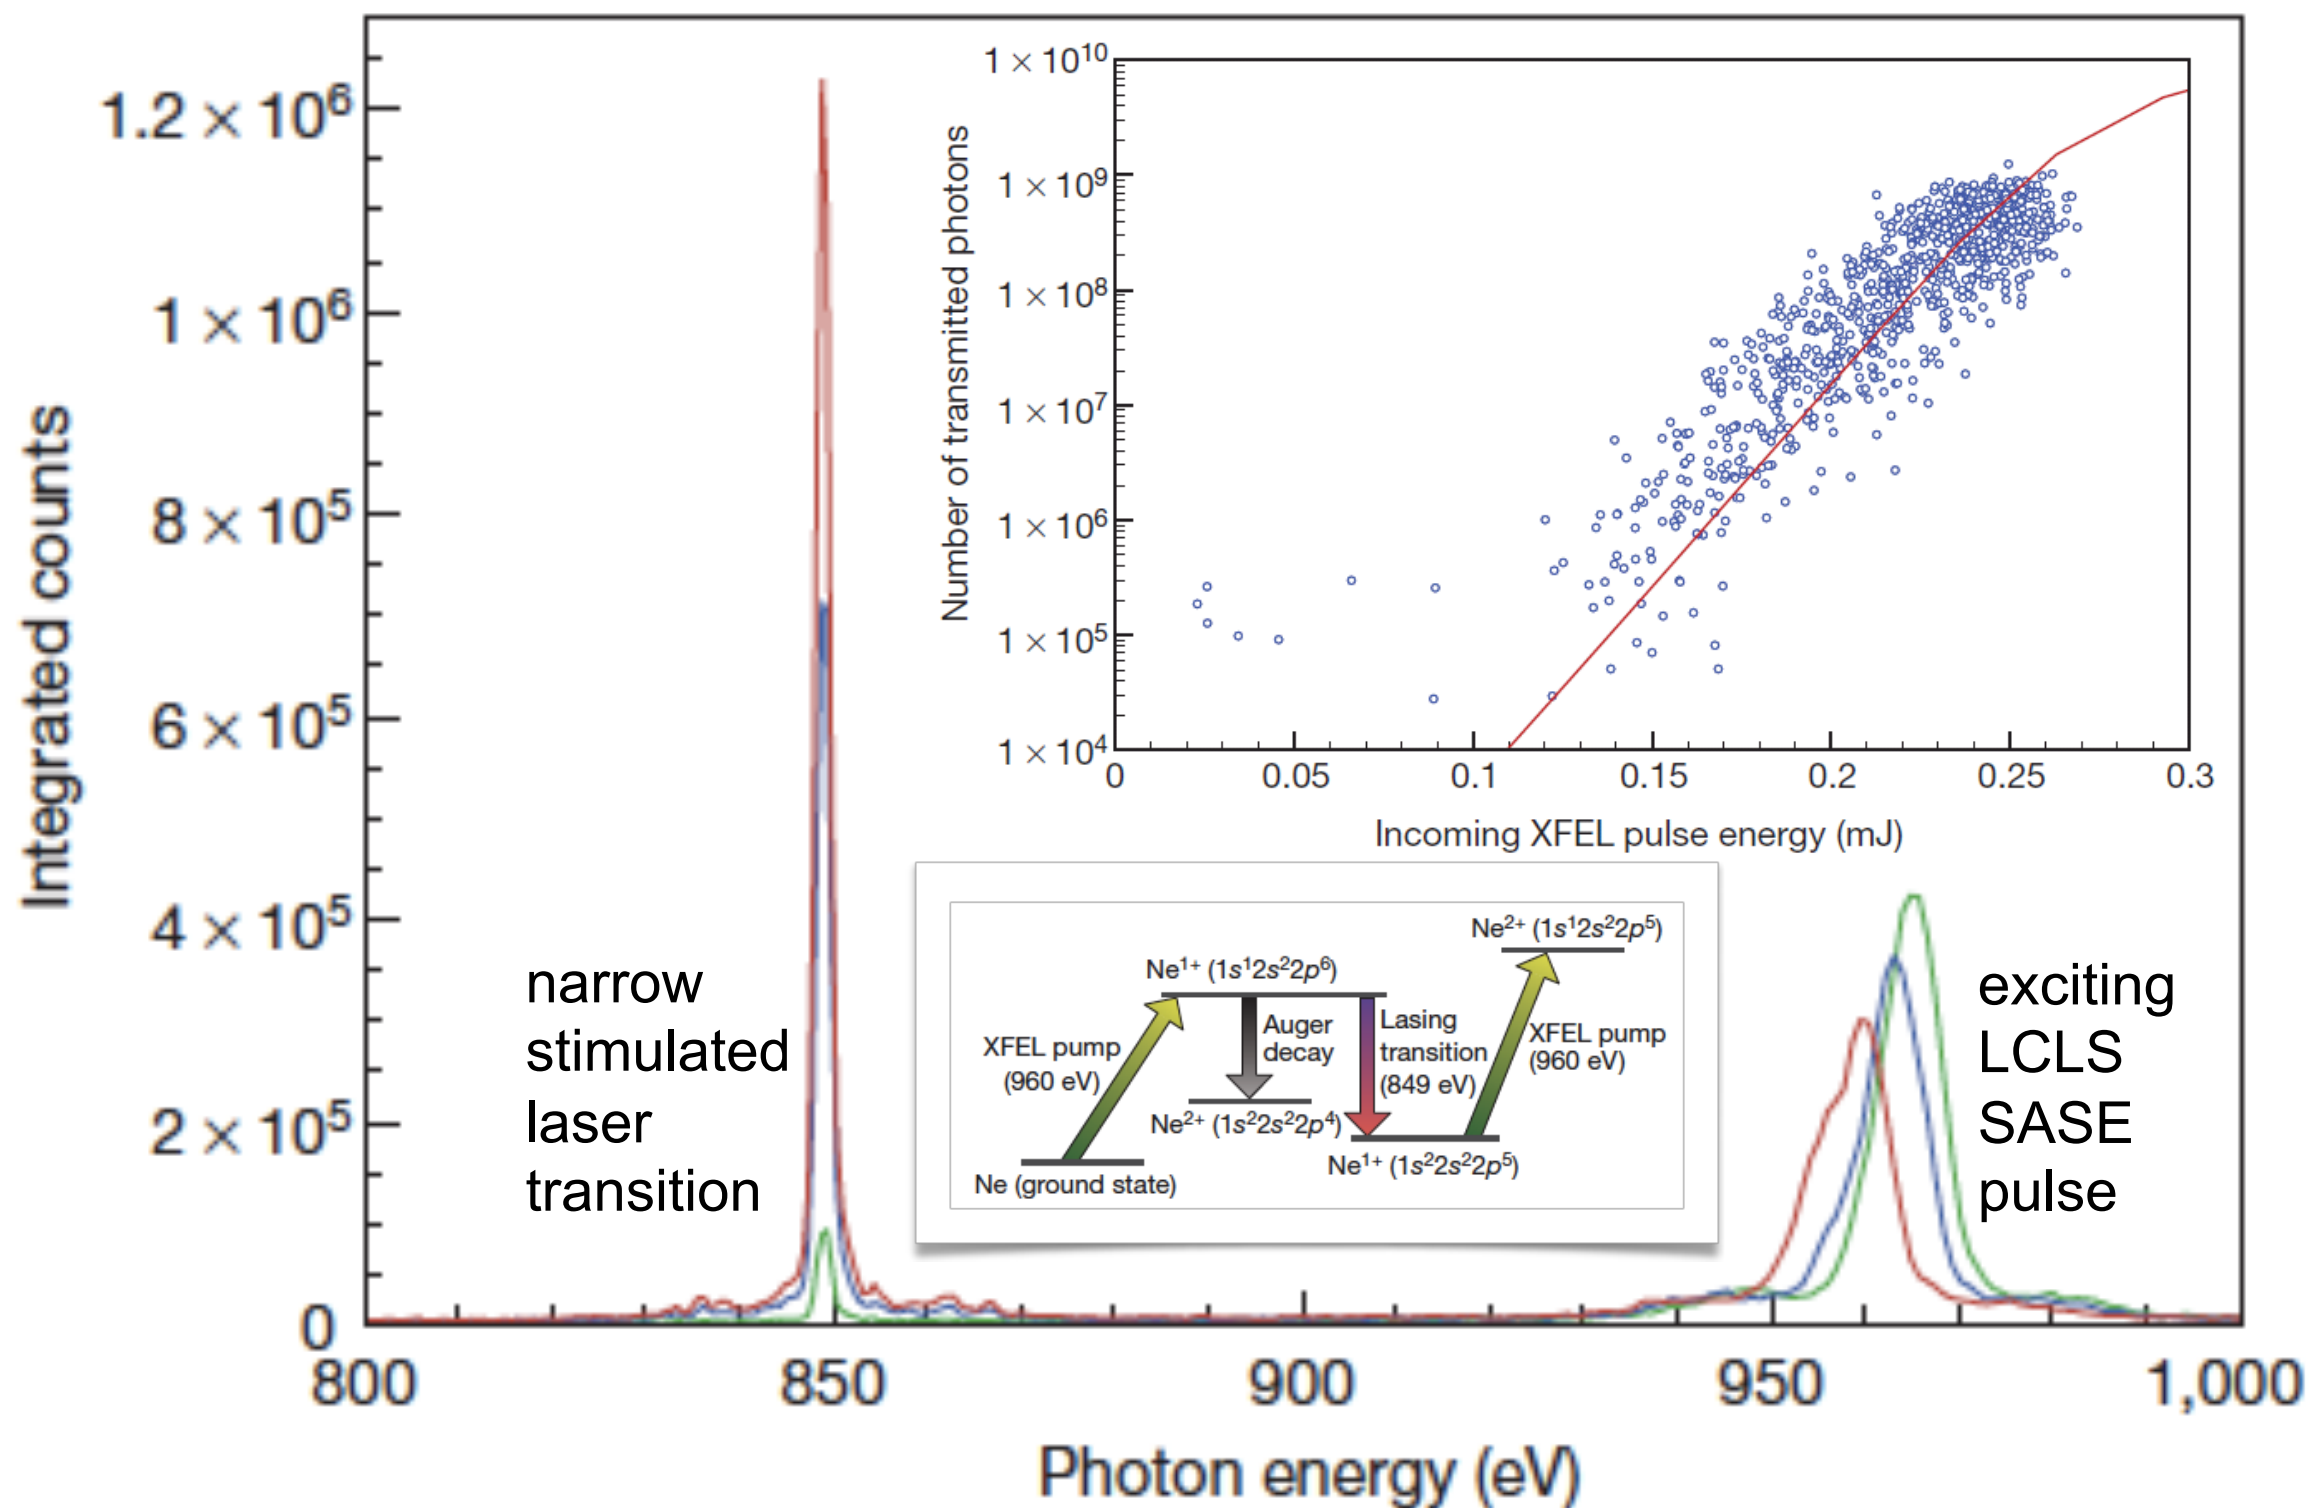 Integrated counts
1.2 × 10⁶
1 × 10⁶
8 × 10⁵
6 × 10⁵
4 × 10⁵
2 × 10⁵
0
800
850
900
950
1,000
Photon energy (eV)
narrow
stimulated
laser
transition
exciting
LCLS
SASE
pulse
Number of transmitted photons
1 × 10¹⁰
1 × 10⁹
1 × 10⁸
1 × 10⁷
1 × 10⁶
1 × 10⁵
1 × 10⁴
0
0.05
0.1
0.15
0.2
0.25
0.3
Incoming XFEL pulse energy (mJ)
Ne²⁺ (1s¹2s²2p⁵)
Ne¹⁺ (1s¹2s²2p⁶)
XFEL pump
(960 eV)
Auger
decay
Lasing
transition
(849 eV)
XFEL pump
(960 eV)
Ne²⁺ (1s²2s²2p⁴)
Ne¹⁺ (1s²2s²2p⁵)
Ne (ground state)